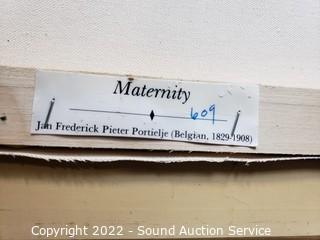 Maternity
609
Jan Frederick Pieter Portielje (Belgian, 1829-1908)
Copyright 2022 - Sound Auction Service